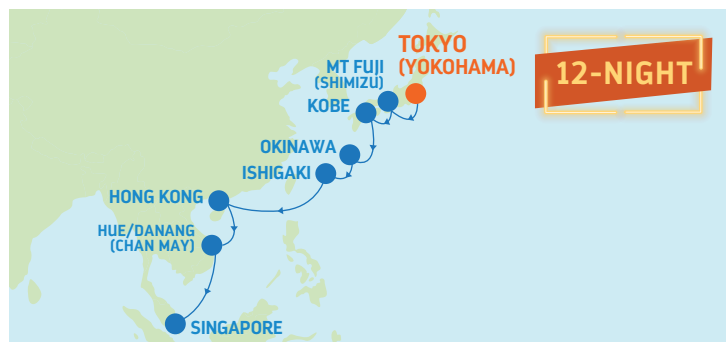 TOKYO
(YOKOHAMA)
12-NIGHT
MT FUJI
(SHIMIZU)
KOBE
OKINAWA
ISHIGAKI
HONG KONG
HUE/DANANG
(CHAN MAY)
SINGAPORE